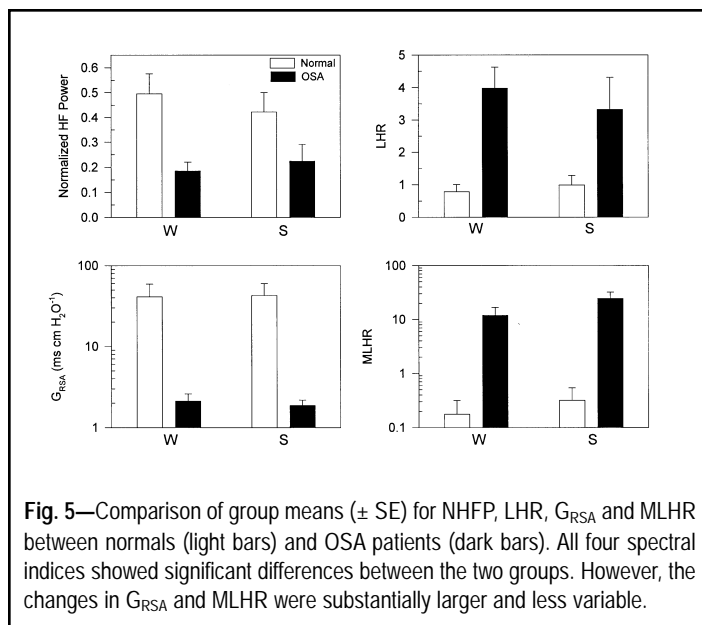 Normal
OSA
Normalized HF Power
0.6
0.5
0.4
0.3
0.2
0.1
0.0
W S
LHR
5
4
3
2
1
0
W S
G_RSA (ms cm H₂O⁻¹)
100
10
1
W S
MLHR
100
10
1
0.1
W S
Fig. 5—Comparison of group means (± SE) for NHFP, LHR, G_RSA and MLHR
between normals (light bars) and OSA patients (dark bars). All four spectral
indices showed significant differences between the two groups. However, the
changes in G_RSA and MLHR were substantially larger and less variable.